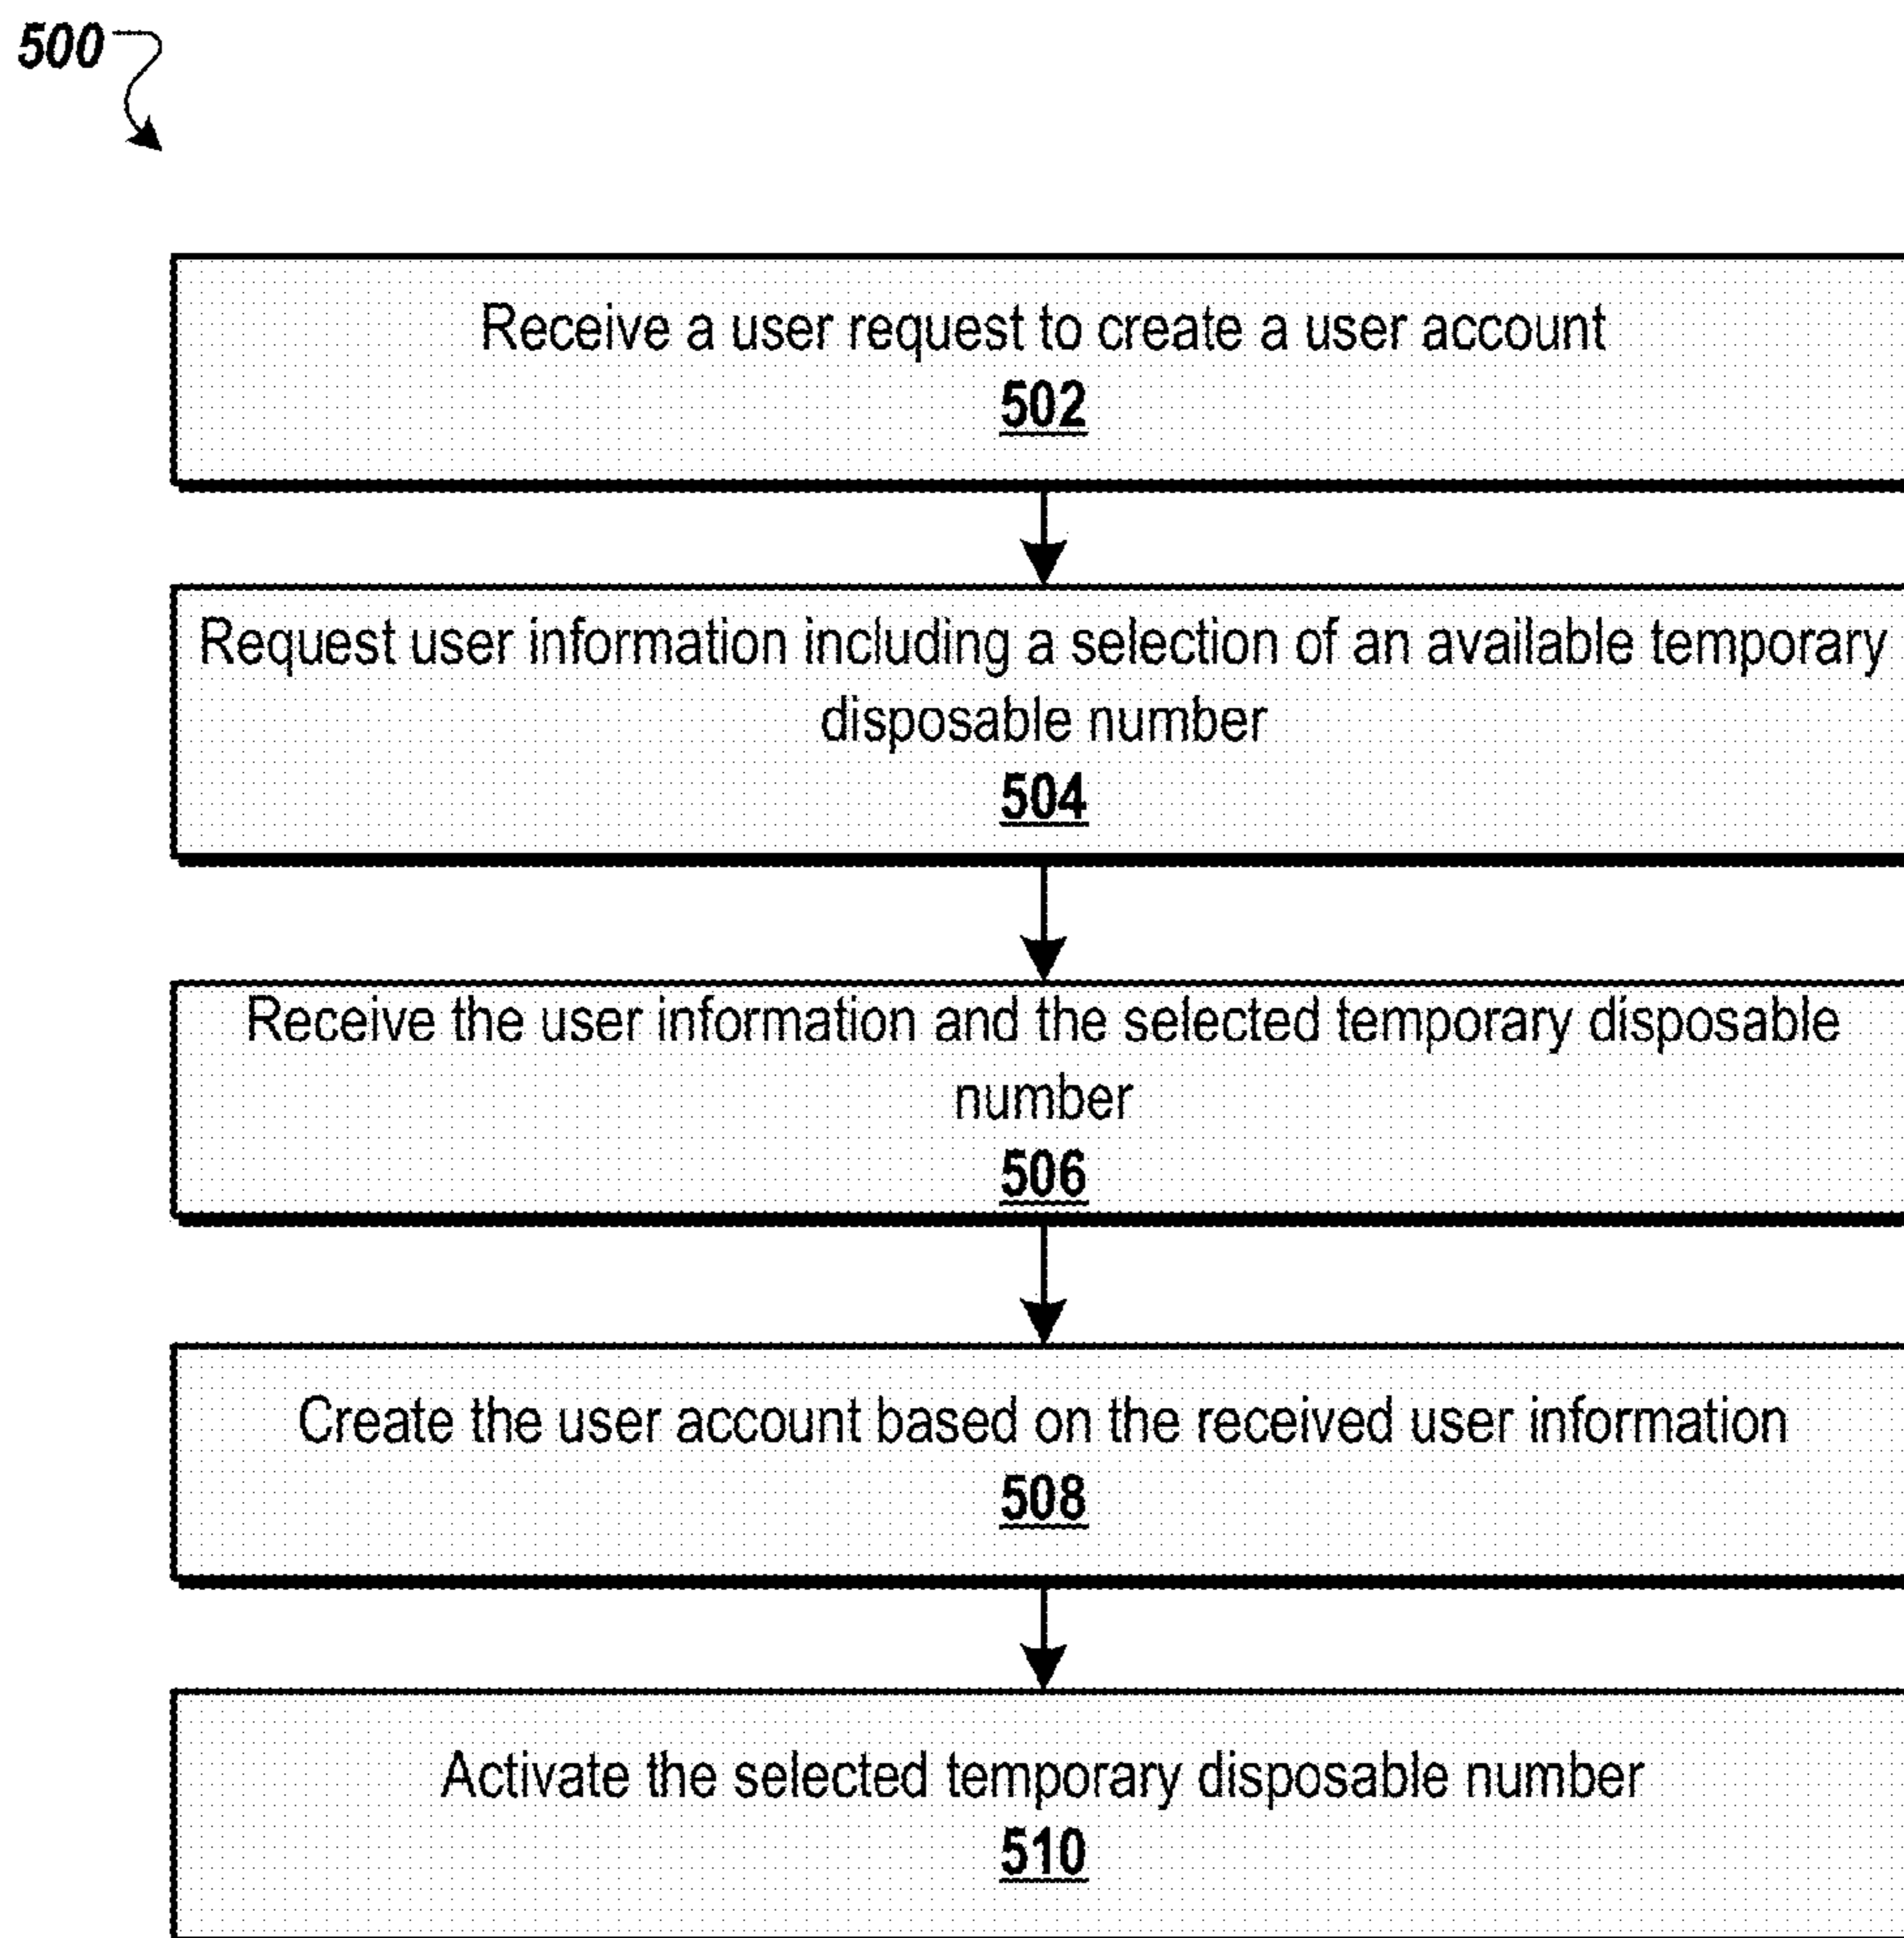 500
Receive a user request to create a user account
502
Request user information including a selection of an available temporary
disposable number
504
Receive the user information and the selected temporary disposable
number
506
Create the user account based on the received user information
508
Activate the selected temporary disposable number
510